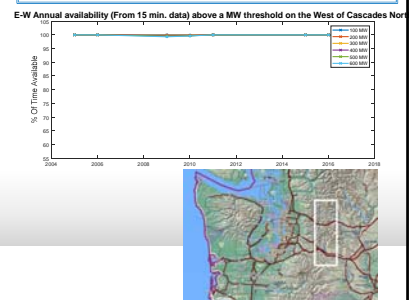 E-W Annual availability (From 15 min. data) above a MW threshold on the West of Cascades Nort
% Of Time Available
105
100
95
90
85
80
75
70
65
60
55
2004
2006
2008
2010
2012
2014
2016
2018
100 MW
200 MW
300 MW
400 MW
500 MW
600 MW